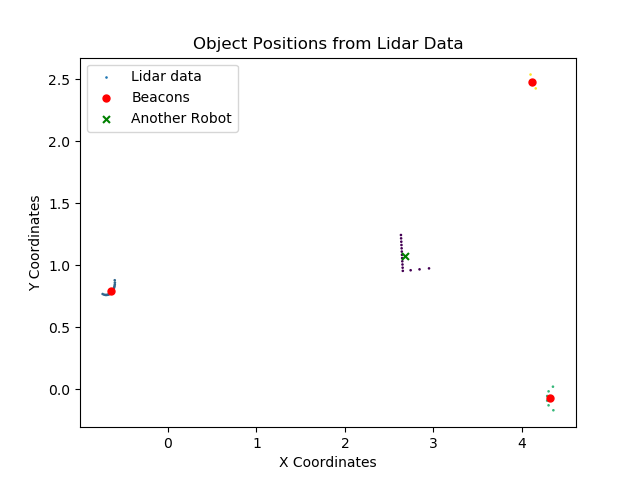 Object Positions from Lidar Data
Lidar data
Beacons
Another Robot
2.5
2.0
1.5
1.0
0.5
0.0
Y Coordinates
0 1 2 3 4
X Coordinates